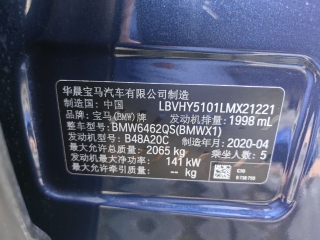 华晨宝马汽车有限公司制造
制造国: 中国 LBVHY5101LMX21221
品牌: 宝马(BMW)牌 发动机排量: 1998 mL
整车型号: BMW6462QS(BMWX1)
发动机型号: B48A20C 制造年月: 2020-04
最大允许总质量: 2065 kg 乘坐人数: 5
发动机最大净功率: 141 kW
最大允许牵引质量: -- kg